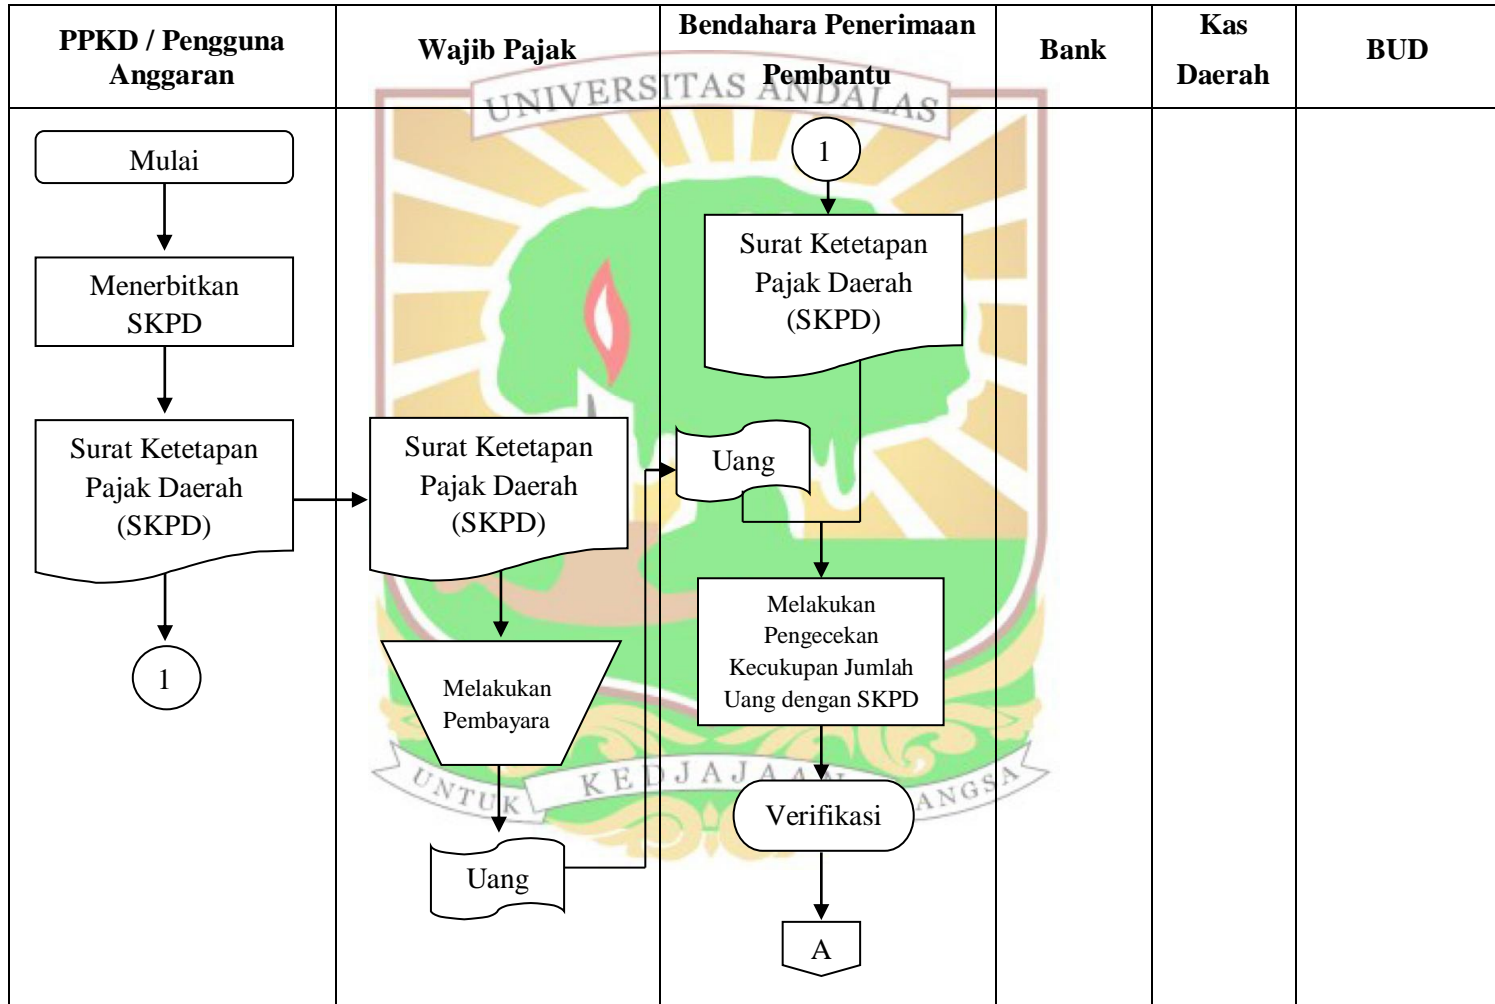 PPKD / Pengguna
Anggaran
Wajib Pajak
Bendahara Penerimaan
Pembantu
Bank
Kas
Daerah
BUD
UNIVERSITAS ANDALAS
Mulai
Menerbitkan
SKPD
Surat Ketetapan
Pajak Daerah
(SKPD)
1
Surat Ketetapan
Pajak Daerah
(SKPD)
Melakukan
Pembayara
Uang
1
Surat Ketetapan
Pajak Daerah
(SKPD)
Uang
Melakukan
Pengecekan
Kecukupan Jumlah
Uang dengan SKPD
Verifikasi
A
UNTUK KEDJAJAAN ANGSA